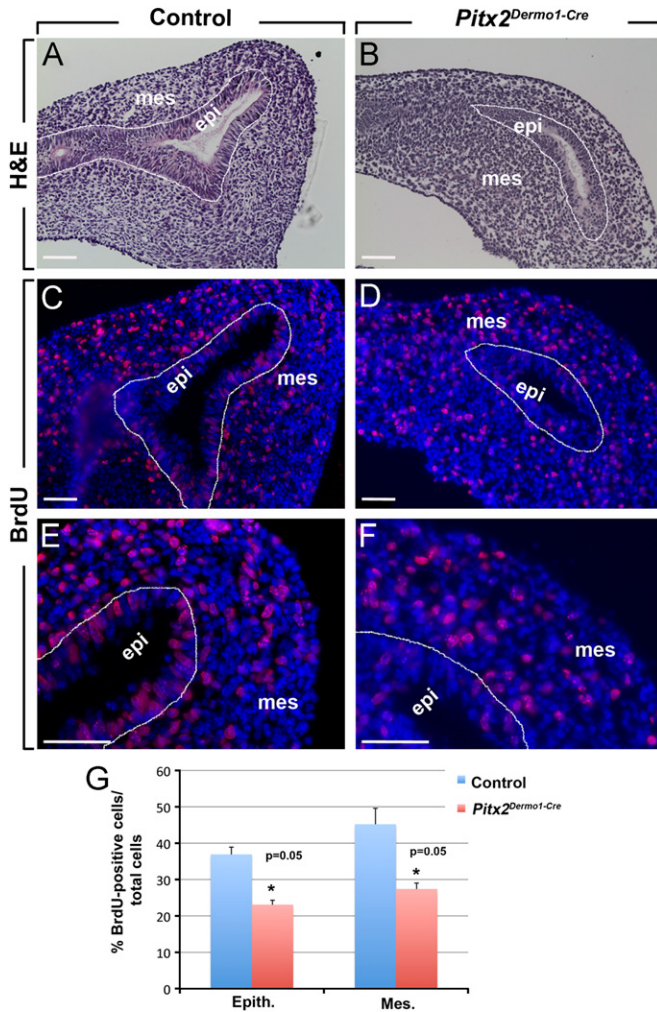 Control
Pitx2Dermo1-Cre
H&E
A
mes
epi
B
epi
mes
BrdU
C
epi
mes
D
mes
epi
E
epi
mes
F
epi
mes
G
% BrdU-positive cells/
total cells
60
50
40
30
20
10
0
p=0.05
*
p=0.05
*
Epith.
Mes.
Control
Pitx2Dermo1-Cre